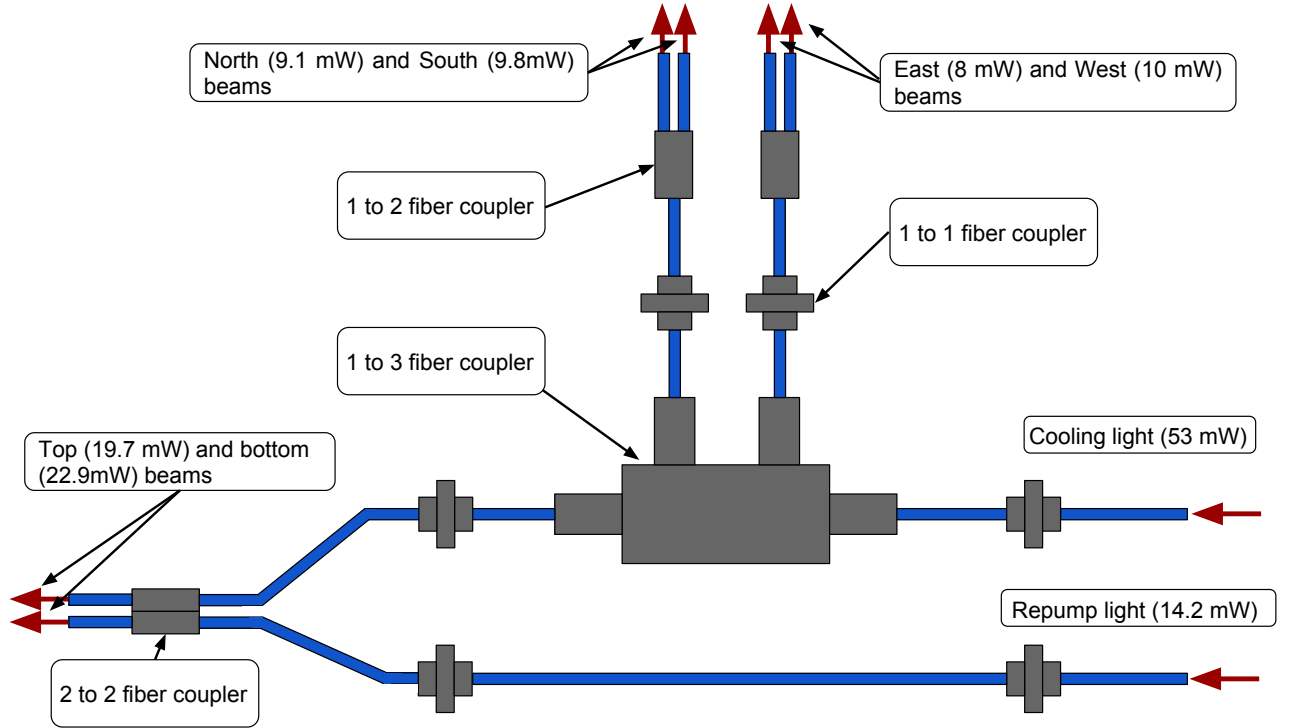 North (9.1 mW) and South (9.8mW)
beams
East (8 mW) and West (10 mW)
beams
1 to 2 fiber coupler
1 to 1 fiber coupler
1 to 3 fiber coupler
Cooling light (53 mW)
Top (19.7 mW) and bottom
(22.9mW) beams
Repump light (14.2 mW)
2 to 2 fiber coupler